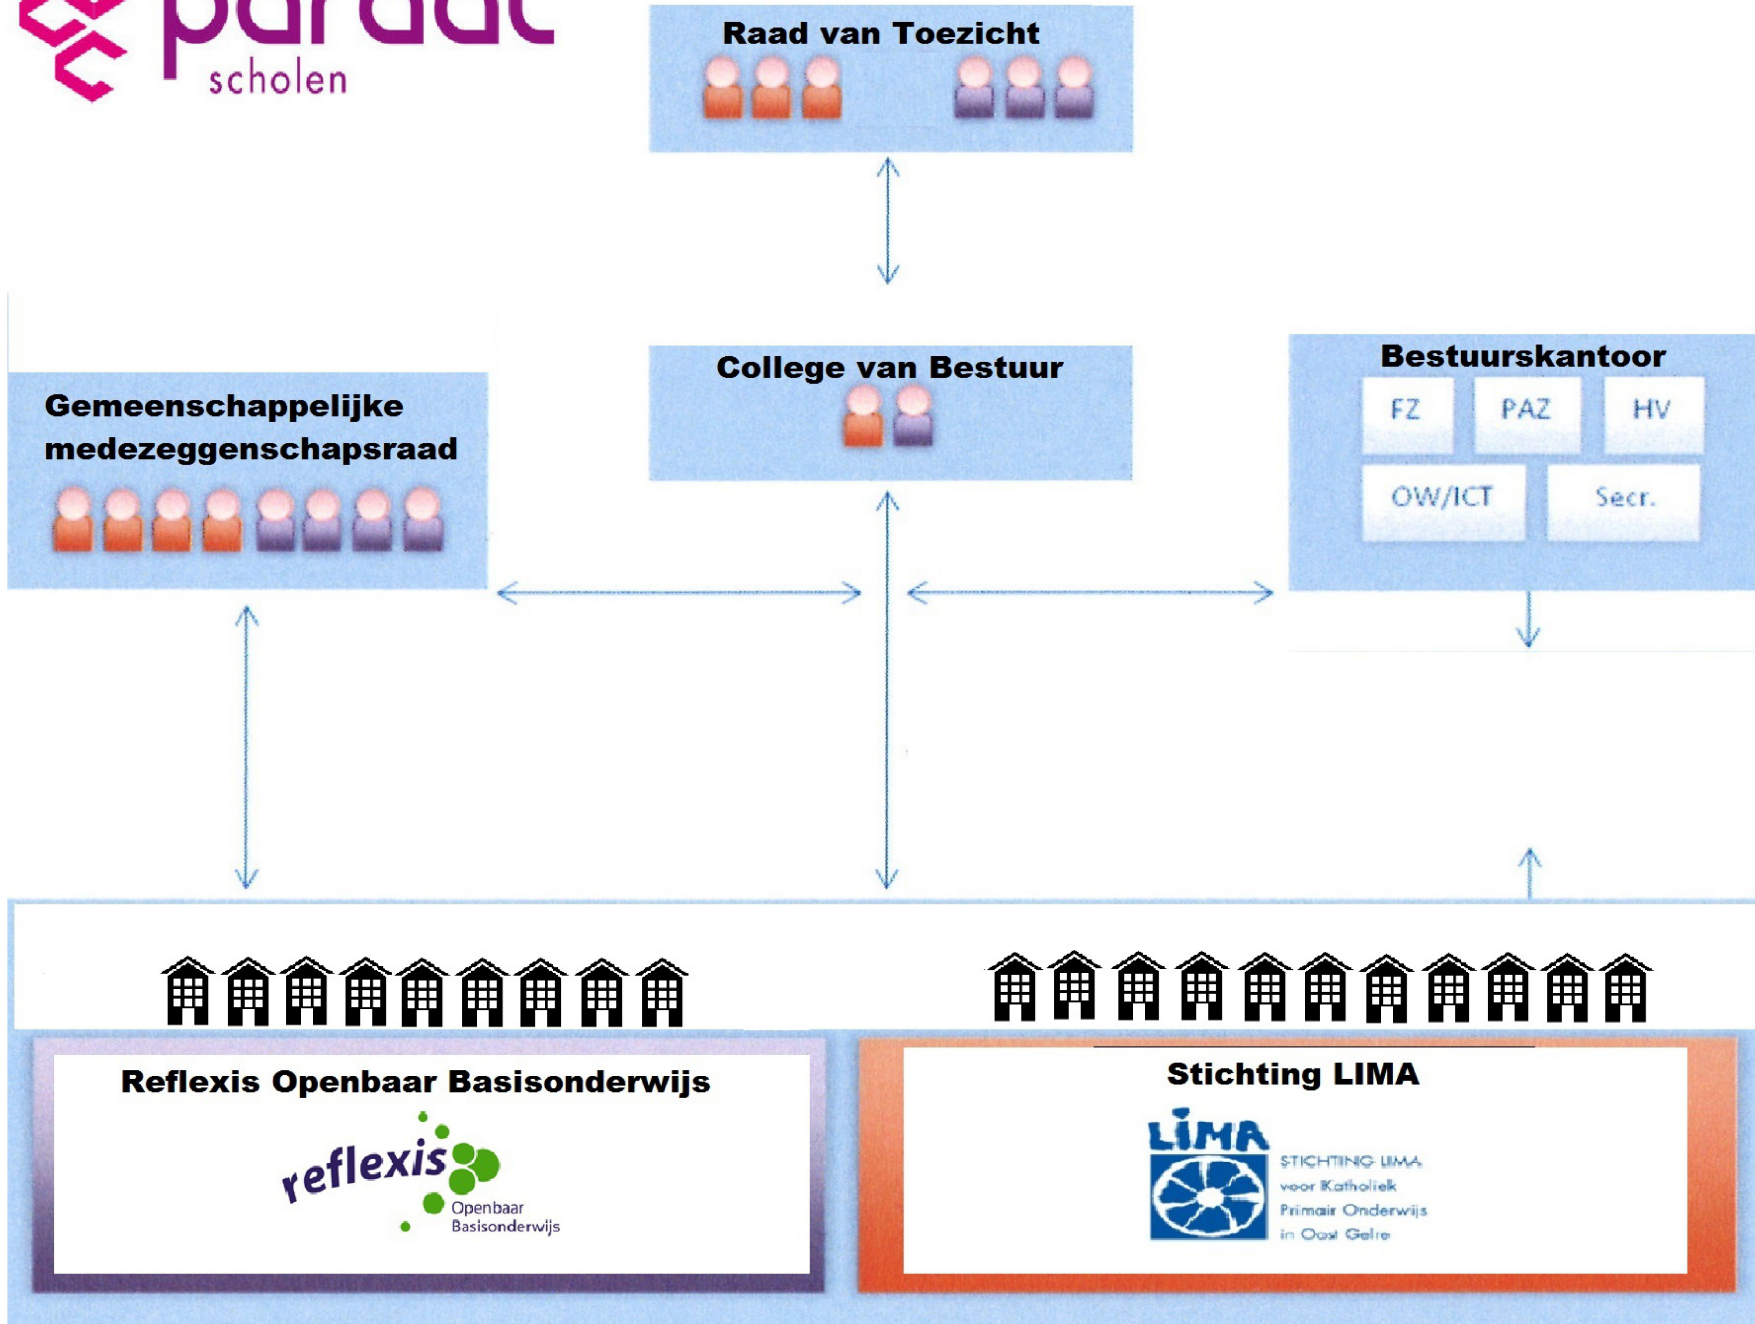 paraat
scholen
Raad van Toezicht
College van Bestuur
Bestuurskantoor
FZ
PAZ
HV
OW/ICT
Secr.
Gemeenschappelijke
medezeggenschapsraad
Reflexis Openbaar Basisonderwijs
reflexis
Openbaar
Basisonderwijs
Stichting LIMA
LIMA
STICHTING LIMA
voor Katholiek
Primair Onderwijs
in Oost Gelre